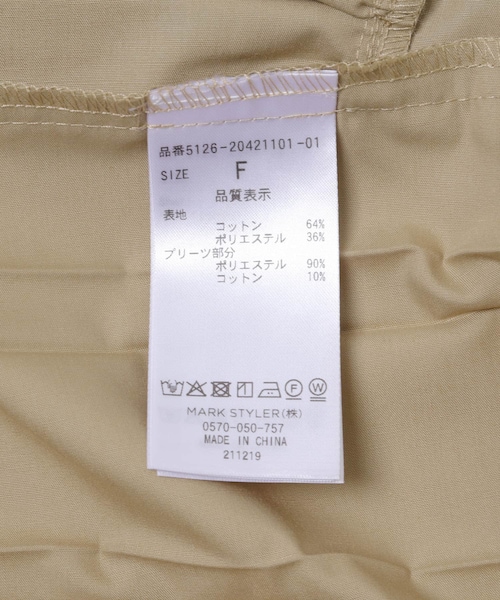 品番5126-20421101-01
SIZE F
品質表示
表地
コットン 64%
ポリエステル 36%
プリーツ部分
ポリエステル 90%
コットン 10%
MARK STYLER(株)
0570-050-757
MADE IN CHINA
211219